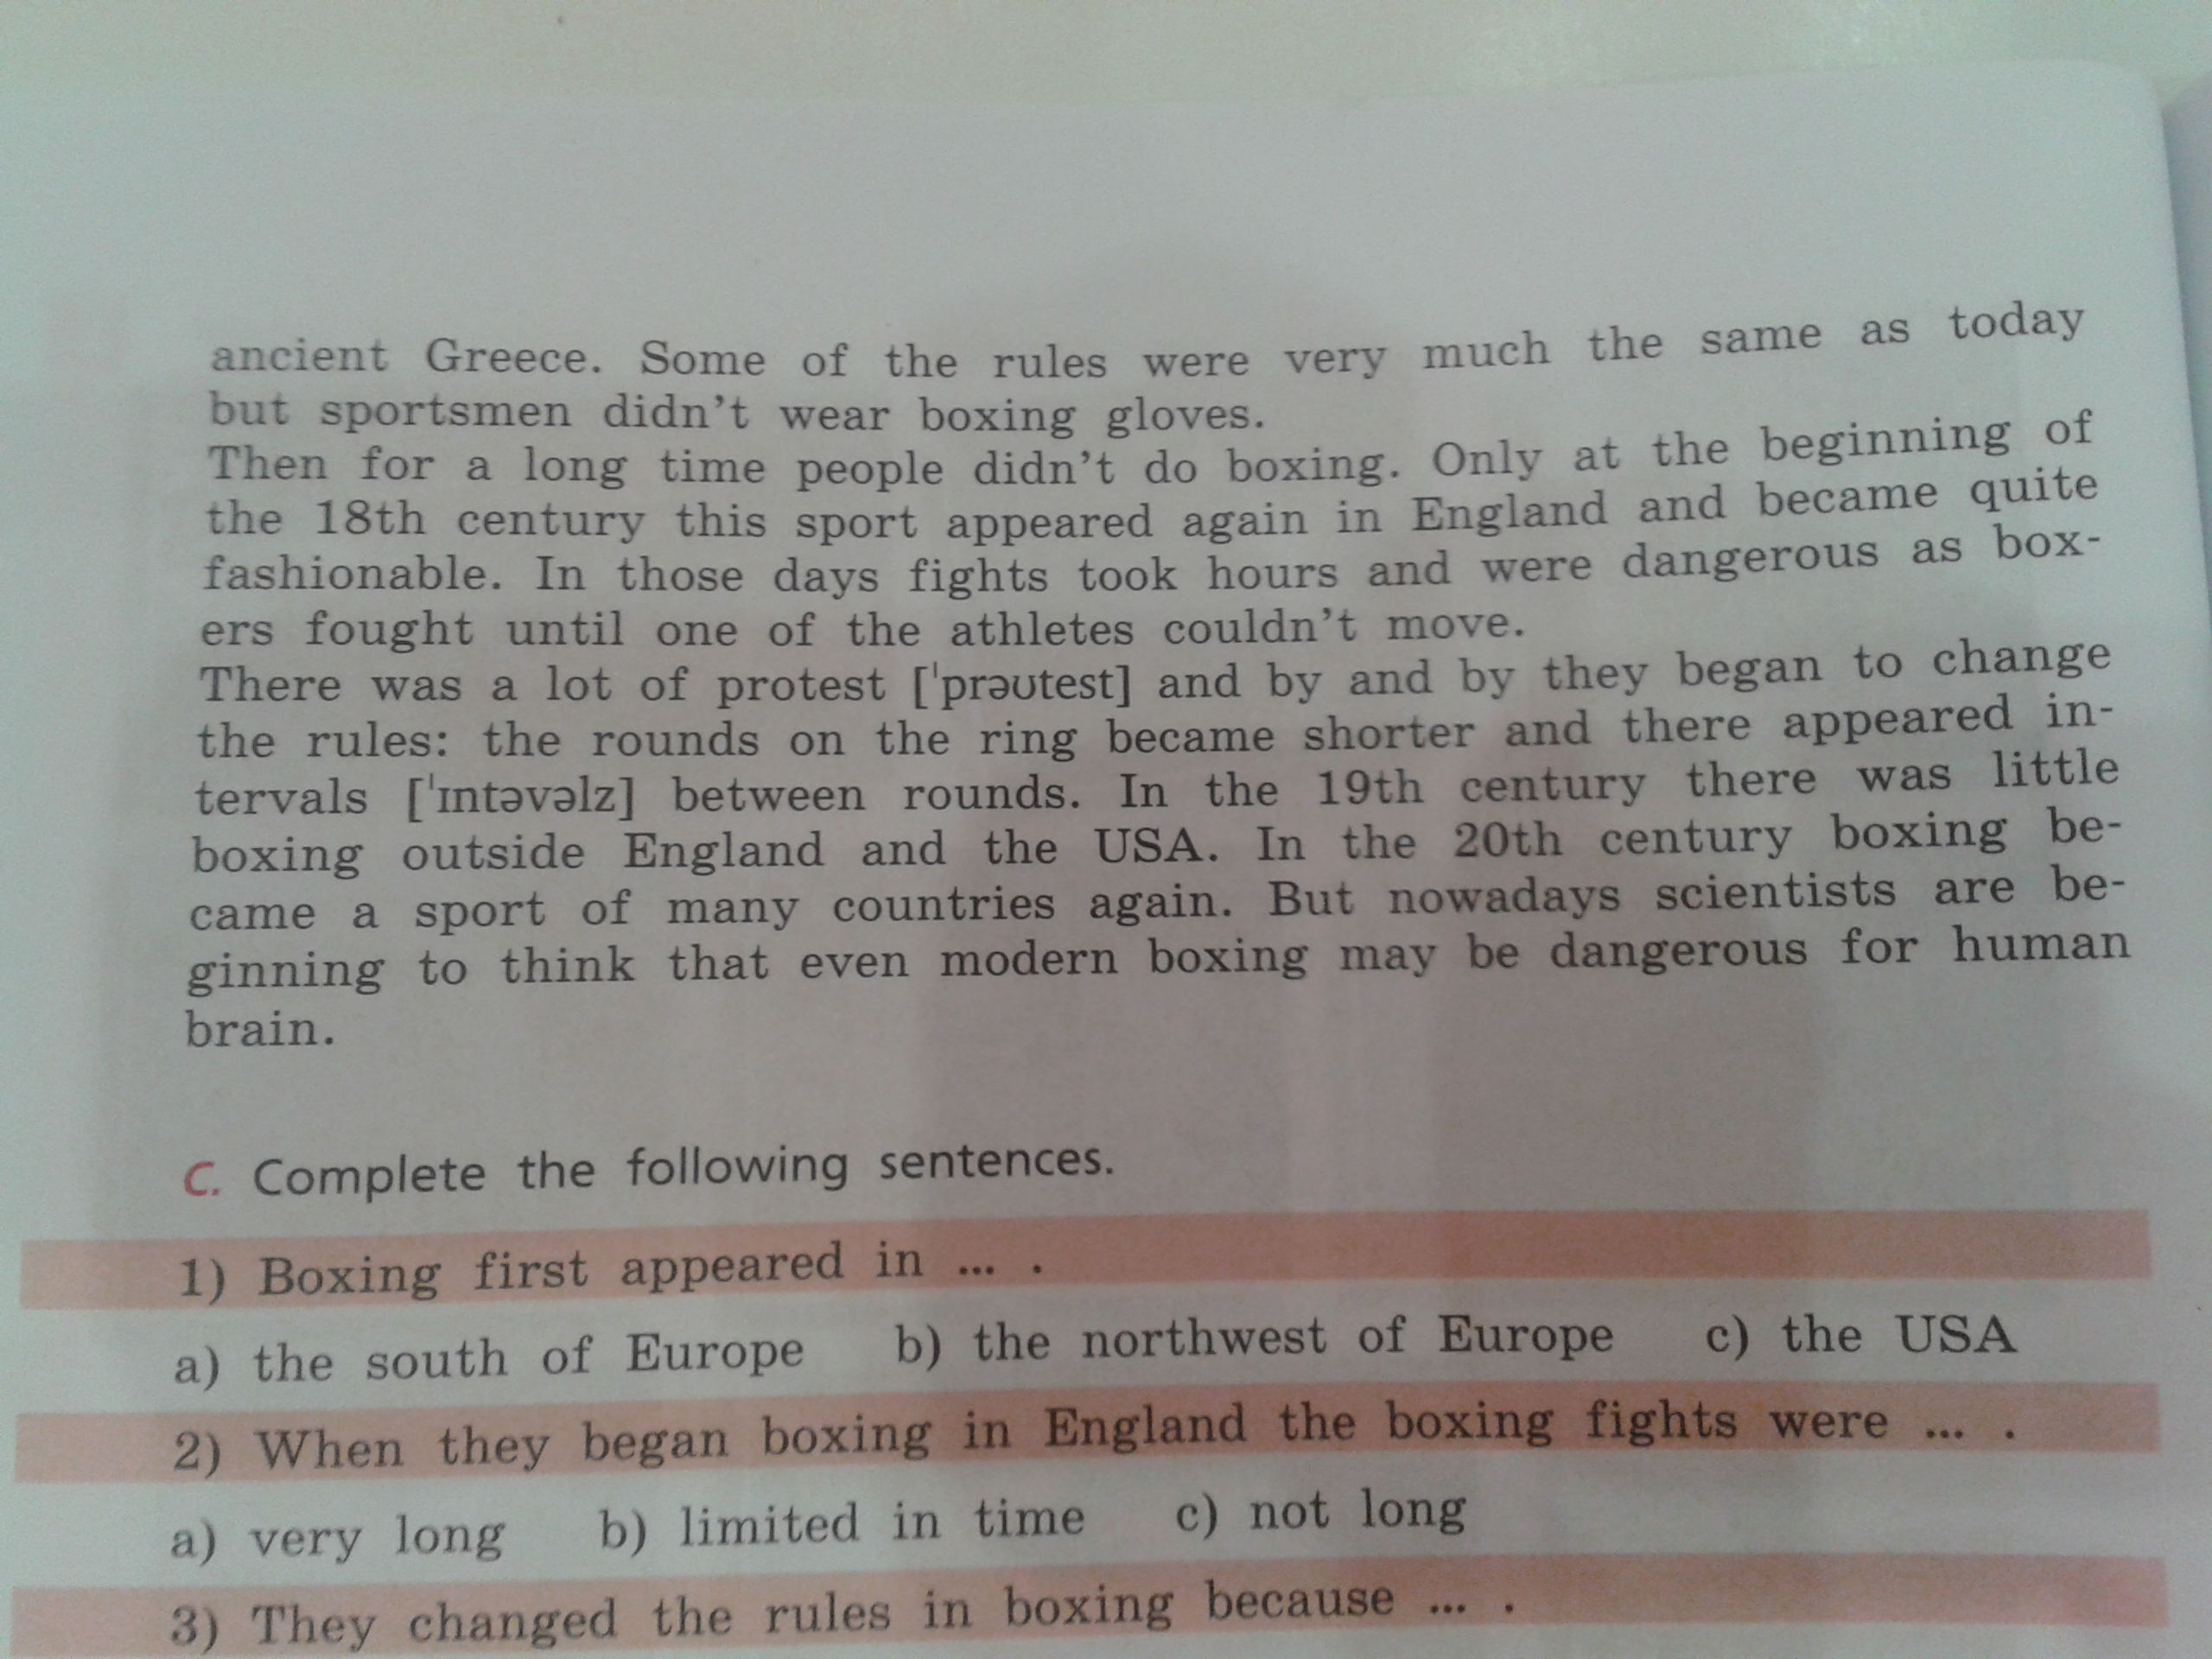 ancient Greece. Some of the rules were very much the same as today
but sportsmen didn't wear boxing gloves.
Then for a long time people didn't do boxing. Only at the beginning of
the 18th century this sport appeared again in England and became quite
fashionable. In those days fights took hours and were dangerous as box-
ers fought until one of the athletes couldn't move.
There was a lot of protest [ˈprəʊtest] and by and by they began to change
the rules: the rounds on the ring became shorter and there appeared in-
tervals [ˈɪntəvəlz] between rounds. In the 19th century there was little
boxing outside England and the USA. In the 20th century boxing be-
came a sport of many countries again. But nowadays scientists are be-
ginning to think that even modern boxing may be dangerous for human
brain.
C. Complete the following sentences.
1) Boxing first appeared in ... .
a) the south of Europe b) the northwest of Europe c) the USA
2) When they began boxing in England the boxing fights were ... .
a) very long b) limited in time c) not long
3) They changed the rules in boxing because ... .